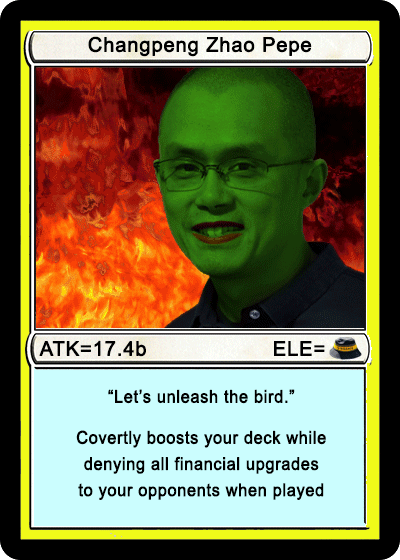 Changpeng Zhao Pepe
ATK=17.4b
ELE=
“Let’s unleash the bird.”
Covertly boosts your deck while
denying all financial upgrades
to your opponents when played